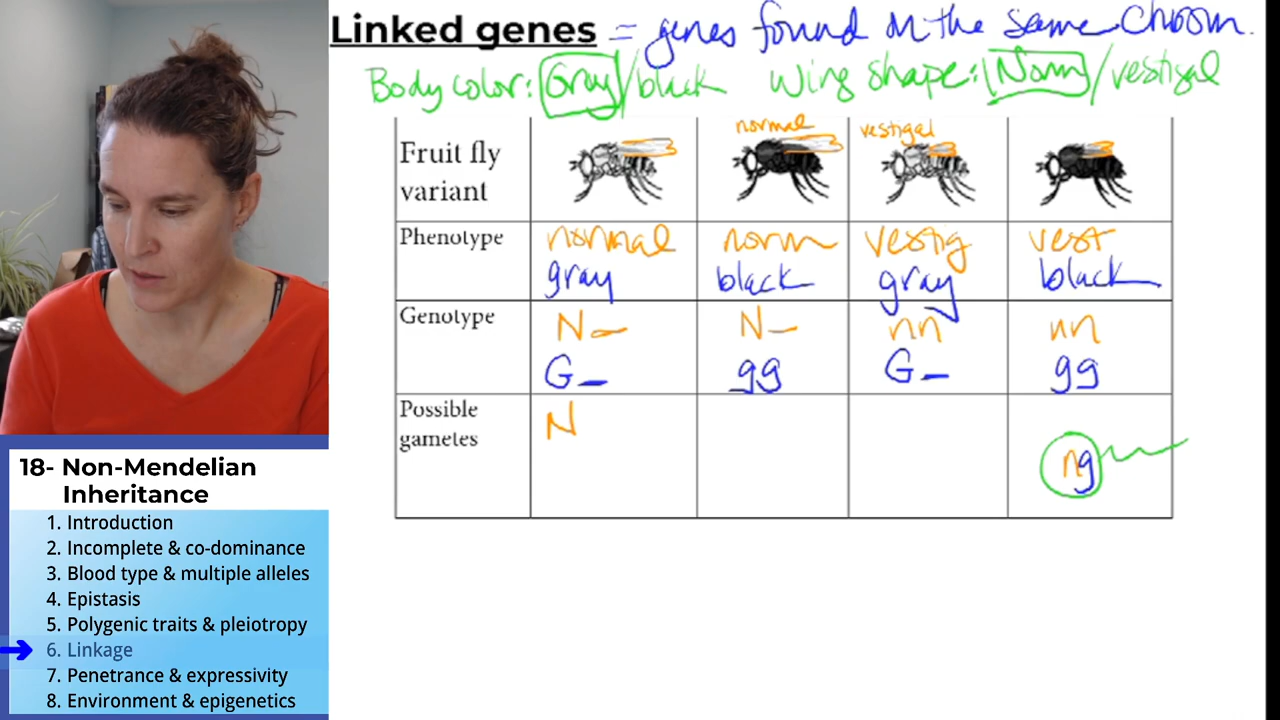 Linked genes = genes found on the same chrom.
Body color: Gray/black Wing shape: Norm/vestigal
Fruit fly variant
normal
vestigal
Phenotype
normal gray
norm black
vestig gray
vest black
Genotype
N_ G_
N_ gg
nn G_
nn gg
Possible gametes
N
ng
18- Non-Mendelian
Inheritance
1. Introduction
2. Incomplete & co-dominance
3. Blood type & multiple alleles
4. Epistasis
5. Polygenic traits & pleiotropy
6. Linkage
7. Penetrance & expressivity
8. Environment & epigenetics